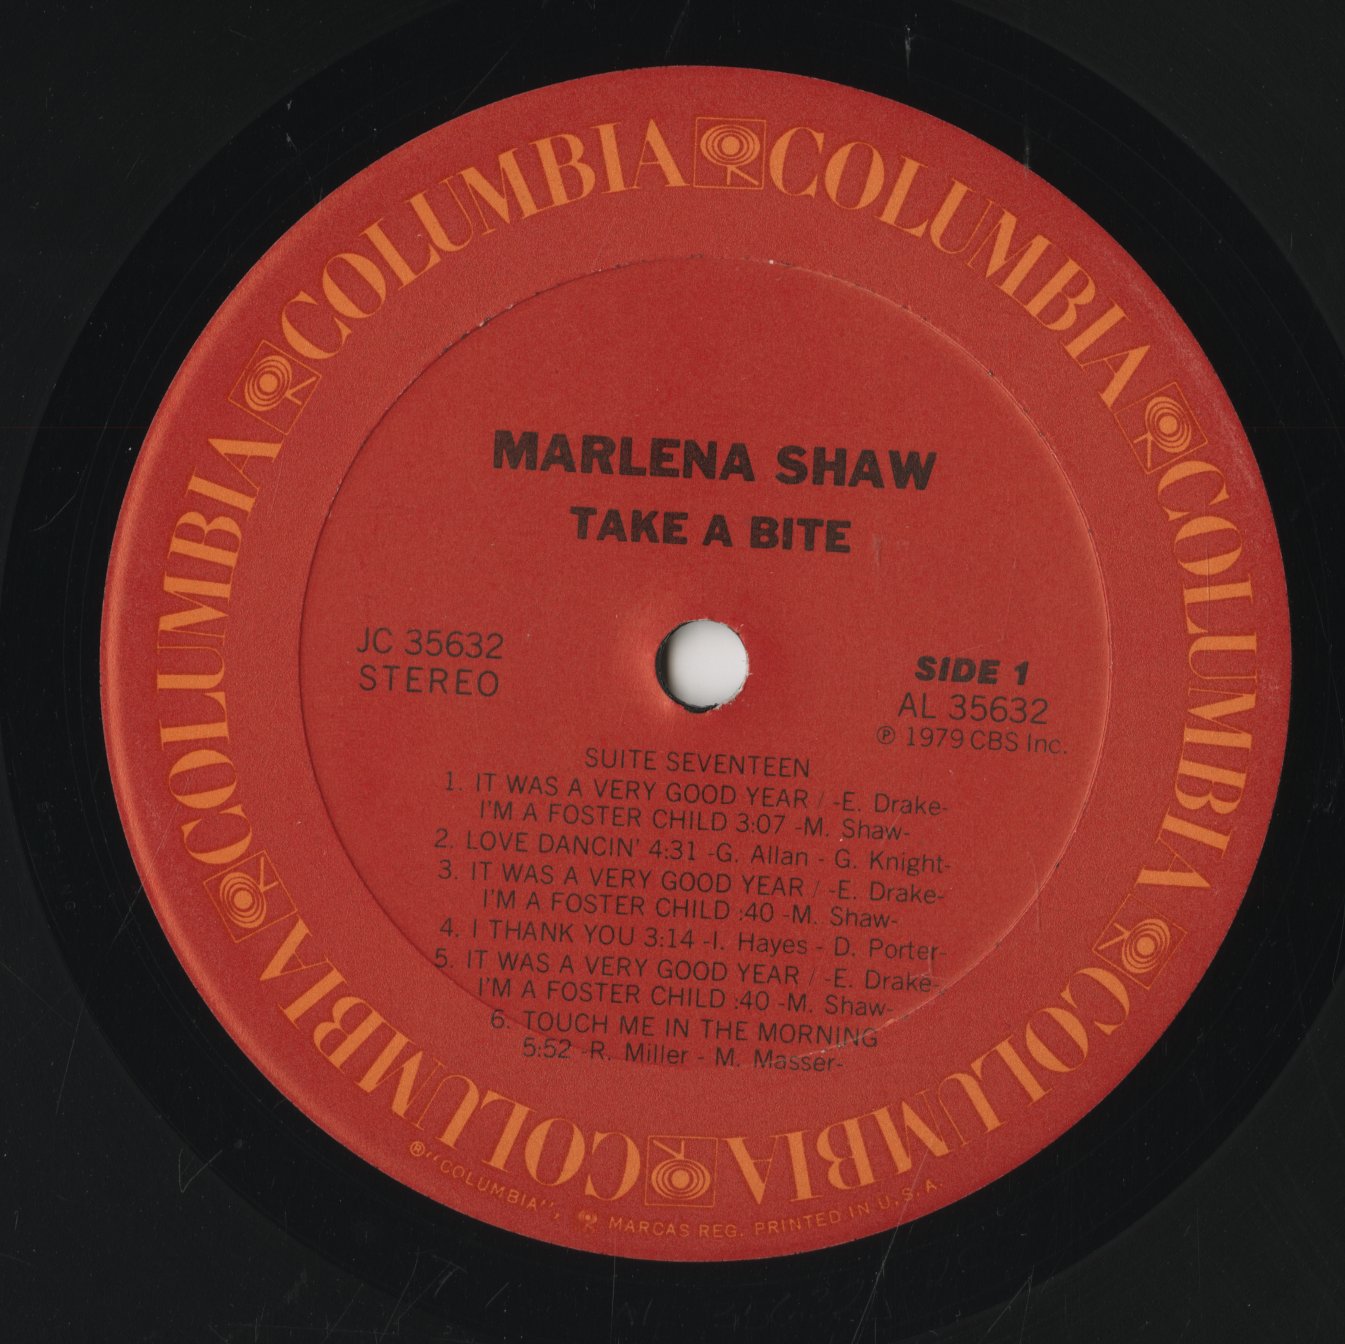 COLUMBIA COLUMBIA COLUMBIA COLUMBIA COLUMBIA COLUMBIA
MARLENA SHAW
TAKE A BITE
JC 35632
STEREO
SIDE 1
AL 35632
Ⓟ 1979 CBS Inc.
SUITE SEVENTEEN
1. IT WAS A VERY GOOD YEAR / -E. Drake-
I'M A FOSTER CHILD 3:07 -M. Shaw-
2. LOVE DANCIN' 4:31 -G. Allan - G. Knight-
3. IT WAS A VERY GOOD YEAR / -E. Drake-
I'M A FOSTER CHILD :40 -M. Shaw-
4. I THANK YOU 3:14 -I. Hayes - D. Porter-
5. IT WAS A VERY GOOD YEAR / -E. Drake-
I'M A FOSTER CHILD :40 -M. Shaw-
6. TOUCH ME IN THE MORNING
5:52 -R. Miller - M. Masser-
® "COLUMBIA", MARCAS REG. PRINTED IN U.S.A.